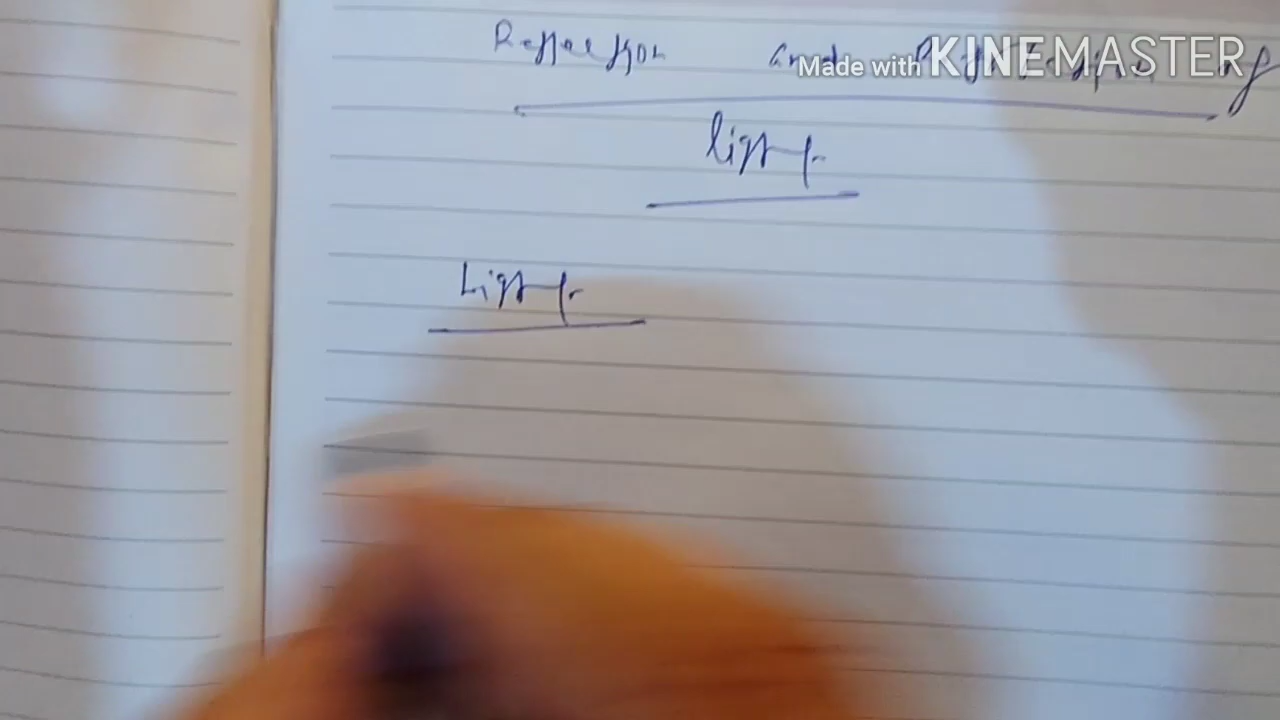 Reflection and Refraction of
light.
Light.
Made with KINEMASTER